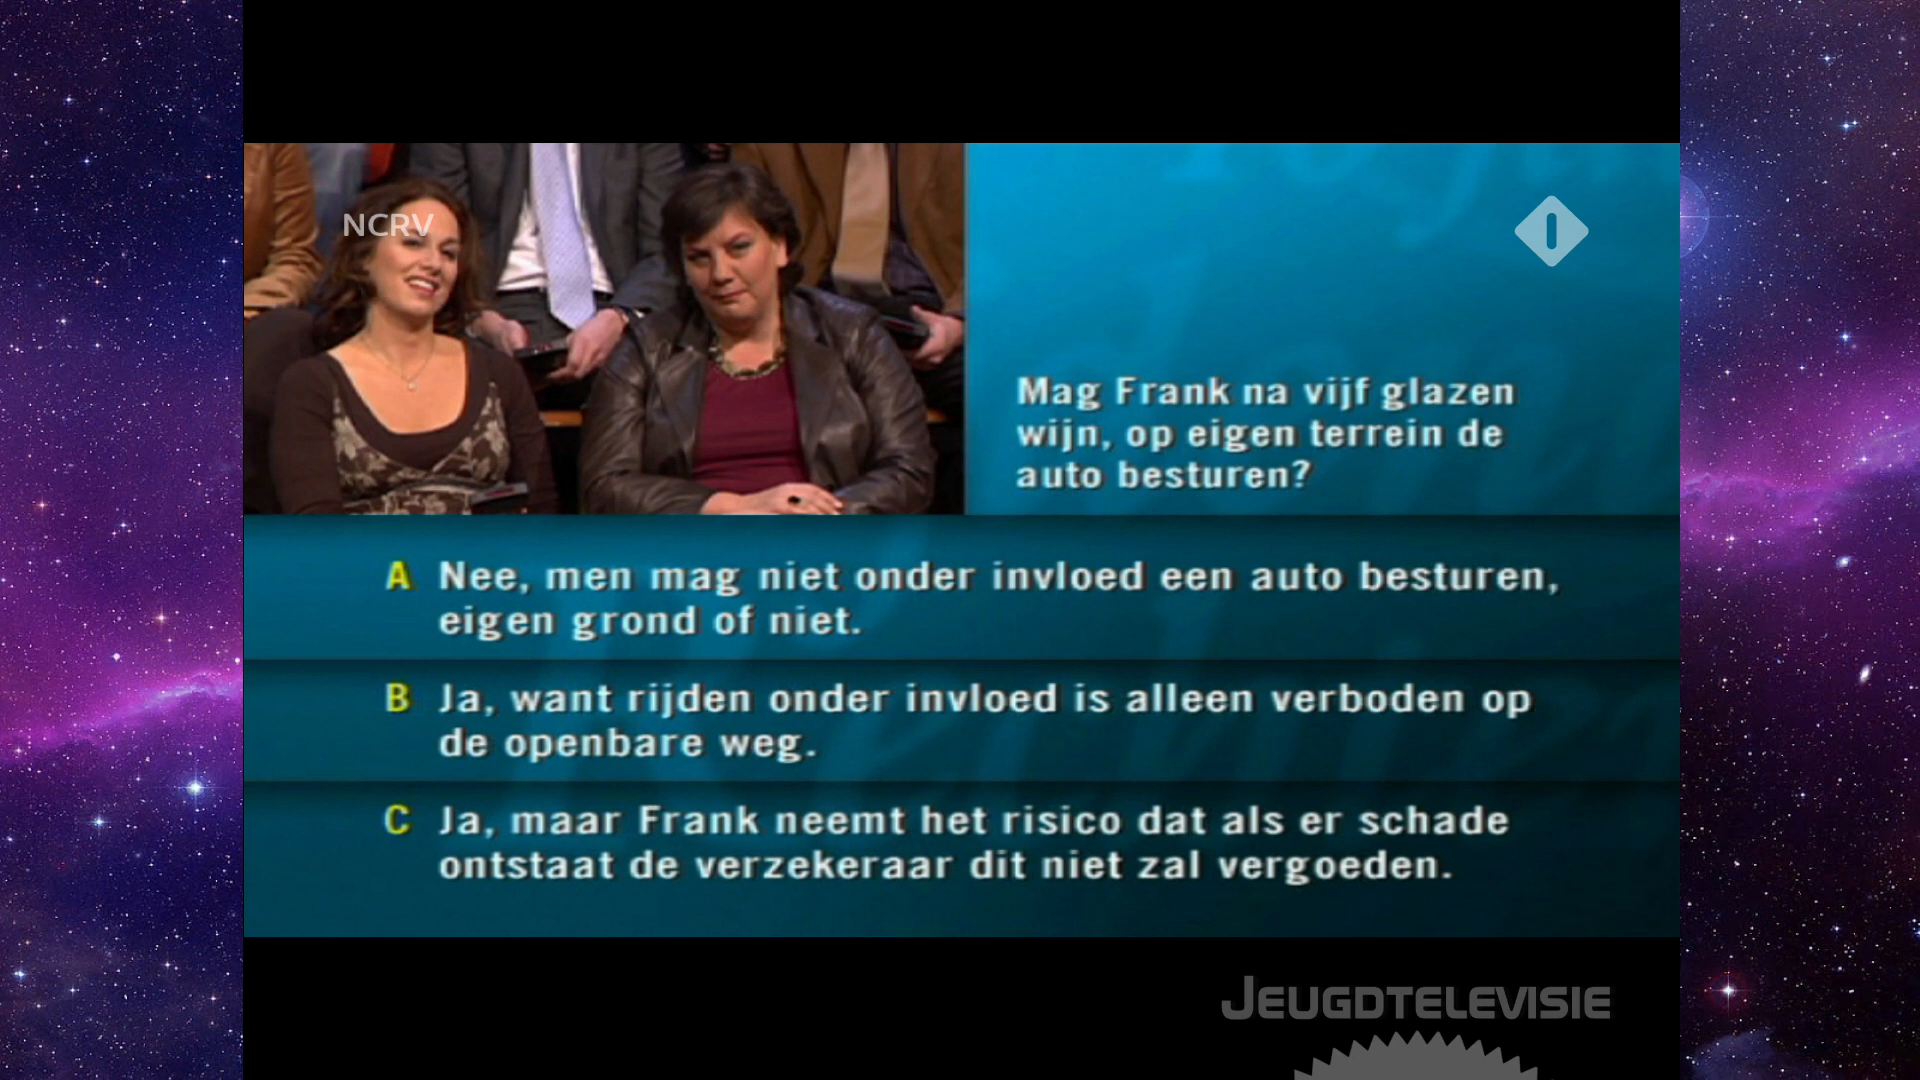 NCRV
Mag Frank na vijf glazen
wijn, op eigen terrein de
auto besturen?
A Nee, men mag niet onder invloed een auto besturen,
eigen grond of niet.
B Ja, want rijden onder invloed is alleen verboden op
de openbare weg.
C Ja, maar Frank neemt het risico dat als er schade
ontstaat de verzekeraar dit niet zal vergoeden.
JEUGDTELEVISIE